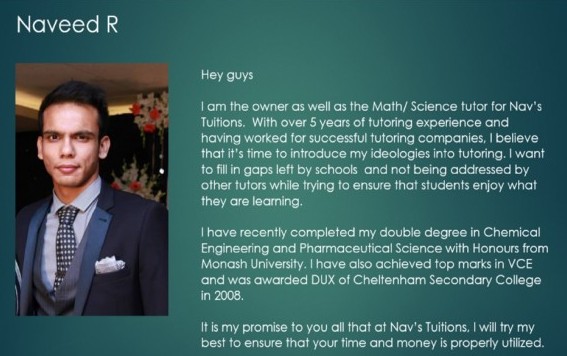 Naveed R
Hey guys
I am the owner as well as the Math/ Science tutor for Nav's
Tuitions.  With over 5 years of tutoring experience and
having worked for successful tutoring companies, I believe
that it's time to introduce my ideologies into tutoring. I want
to fill in gaps left by schools  and not being addressed by
other tutors while trying to ensure that students enjoy what
they are learning.
I have recently completed my double degree in Chemical
Engineering and Pharmaceutical Science with Honours from
Monash University. I have also achieved top marks in VCE
and was awarded DUX of Cheltenham Secondary College
in 2008.
It is my promise to you all that at Nav's Tuitions, I will try my
best to ensure that your time and money is properly utilized.